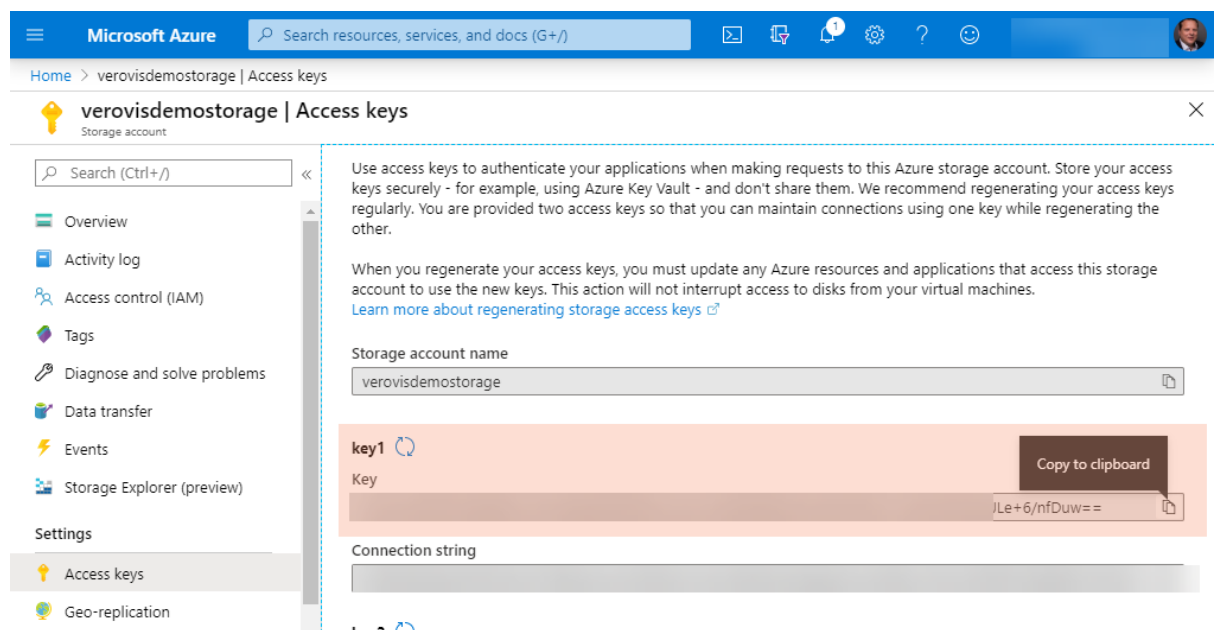 Microsoft Azure
Search resources, services, and docs (G+/)
1
Home > verovisdemostorage | Access keys
verovisdemostorage | Access keys
Storage account
Search (Ctrl+/)
Overview
Activity log
Access control (IAM)
Tags
Diagnose and solve problems
Data transfer
Events
Storage Explorer (preview)
Settings
Access keys
Geo-replication
Use access keys to authenticate your applications when making requests to this Azure storage account. Store your access
keys securely - for example, using Azure Key Vault - and don't share them. We recommend regenerating your access keys
regularly. You are provided two access keys so that you can maintain connections using one key while regenerating the
other.
When you regenerate your access keys, you must update any Azure resources and applications that access this storage
account to use the new keys. This action will not interrupt access to disks from your virtual machines.
Learn more about regenerating storage access keys
Storage account name
verovisdemostorage
key1
Copy to clipboard
Key
Le+6/nfDuw==
Connection string